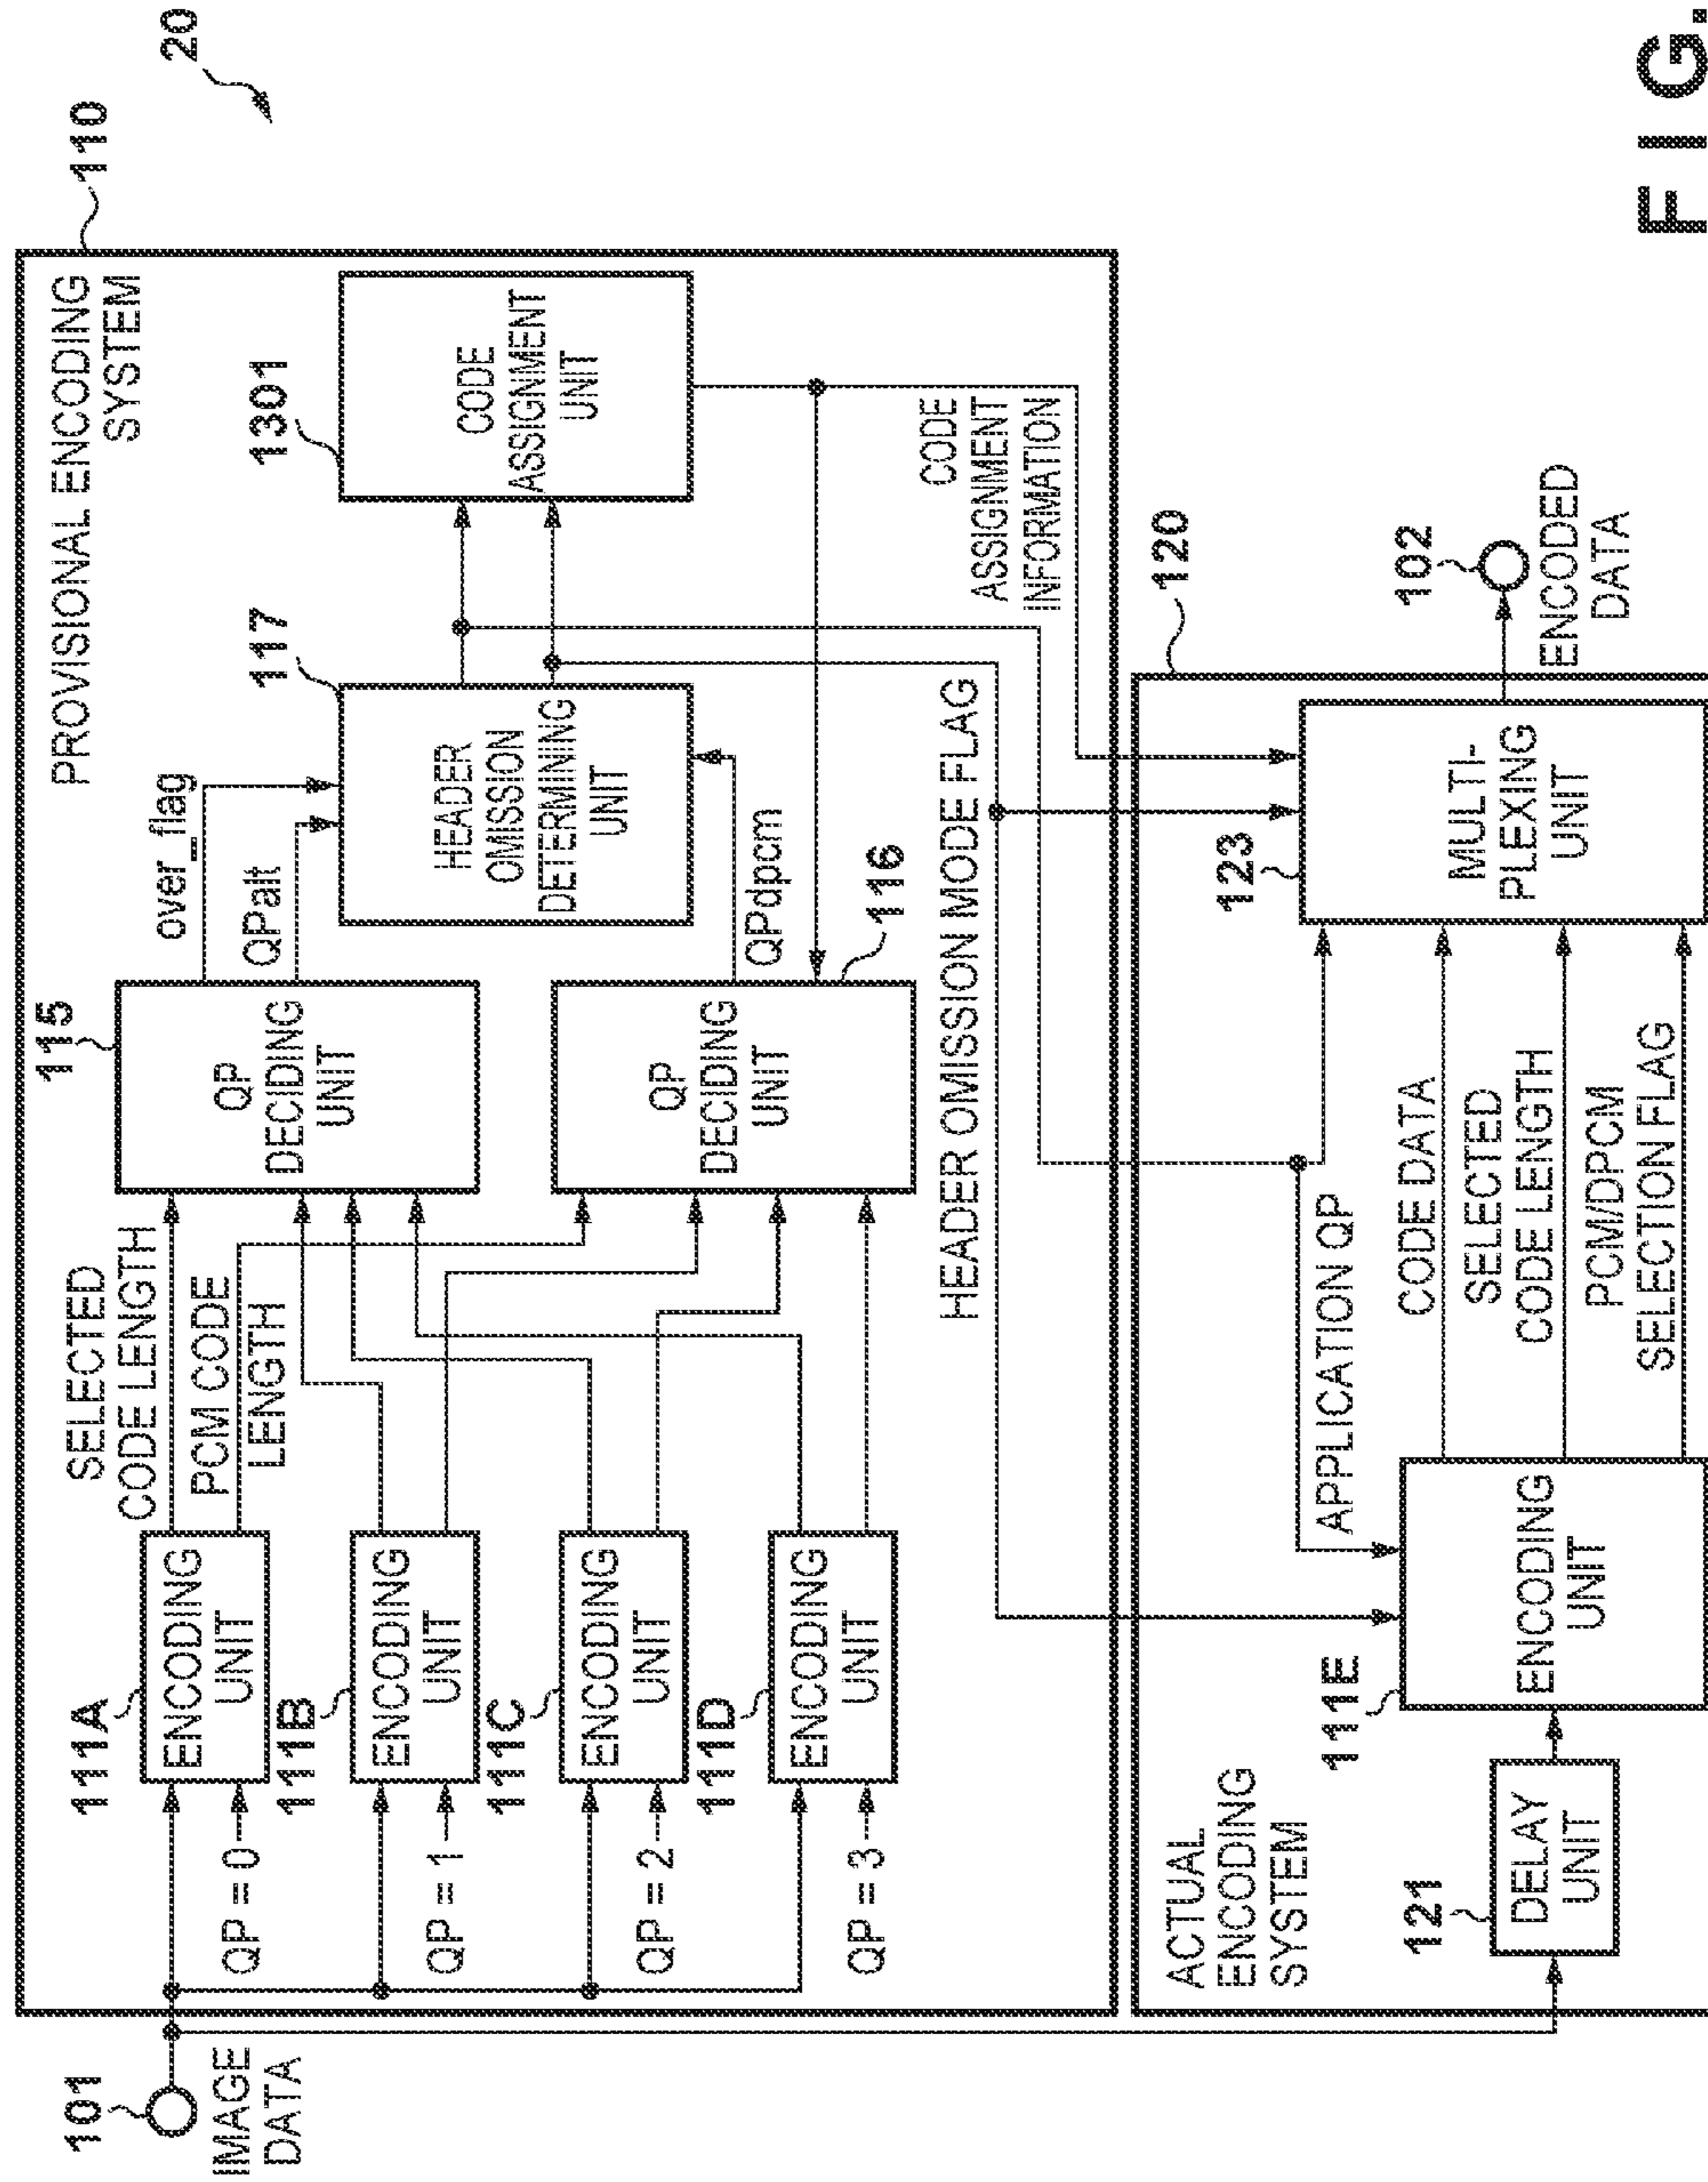 20
110
PROVISIONAL ENCODING
SYSTEM
101
IMAGE
DATA
111A
ENCODING
UNIT
QP = 0
111B
ENCODING
UNIT
QP = 1
111C
ENCODING
UNIT
QP = 2
111D
ENCODING
UNIT
QP = 3
SELECTED
CODE LENGTH
PCM CODE
LENGTH
115
QP
DECIDING
UNIT
QP
DECIDING
UNIT
116
over_flag
QPalt
QPdpcm
117
HEADER
OMISSION
DETERMINING
UNIT
1301
CODE
ASSIGNMENT
UNIT
CODE
ASSIGNMENT
INFORMATION
HEADER OMISSION MODE FLAG
120
ACTUAL
ENCODING
SYSTEM
121
DELAY
UNIT
111E
ENCODING
UNIT
APPLICATION QP
CODE DATA
SELECTED
CODE LENGTH
PCM/DPCM
SELECTION FLAG
123
MULTI-
PLEXING
UNIT
102
ENCODED
DATA
FIG.